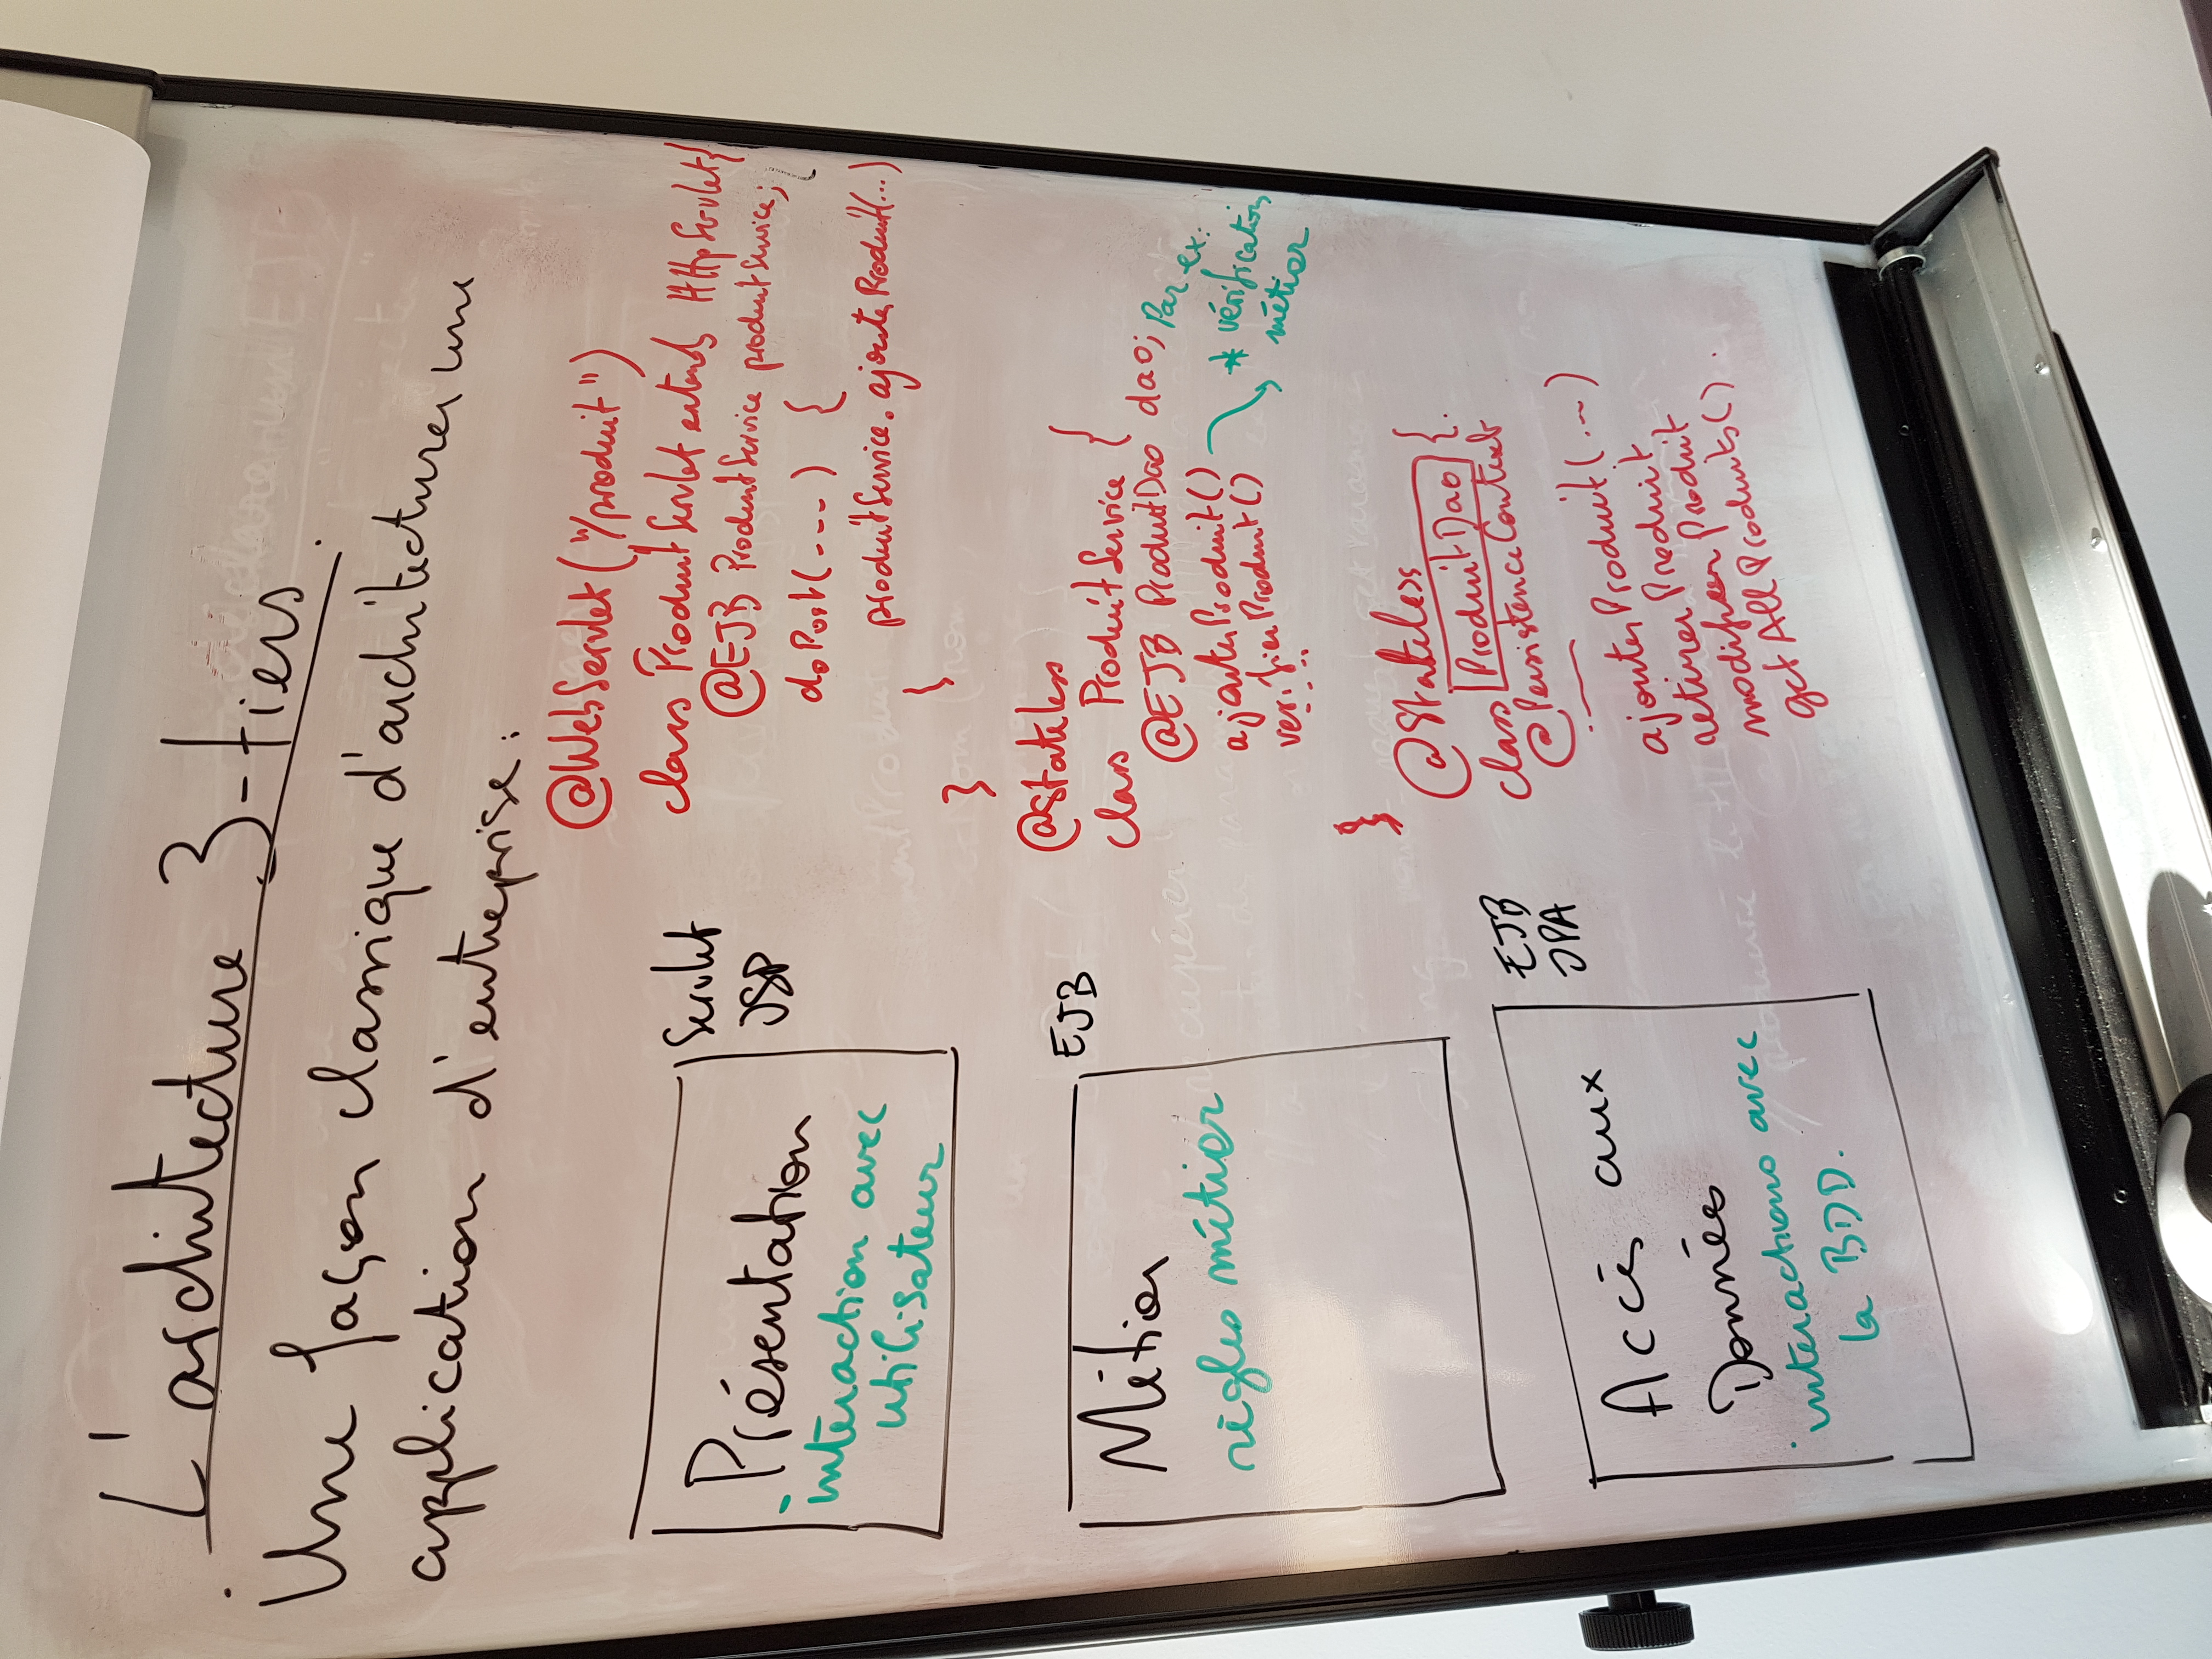 L'architecture 3-tiers.
Une façon classique d'architecturer une
application d'entreprise :
Présentation
interaction avec
utilisateur
Servlet
JSP
@WebServlet("/produit")
class ProduitServlet extends HttpServlet{
@EJB ProduitService produitService;
doPost(---) {
produitService.ajouterProduit(...)
}
}
Métier
règles métier
EJB
@Stateless
class ProduitService {
@EJB ProduitDao dao;
ajouterProduit()
verifierProduit()
...
}
Par ex:
* vérification
métier
Accès aux
Données
interactions avec
la BDD.
EJB
JPA
@Stateless
class ProduitDao {
@PersistenceContext
ajouterProduit(...)
retirerProduit
modifierProduit
getAllProduits().